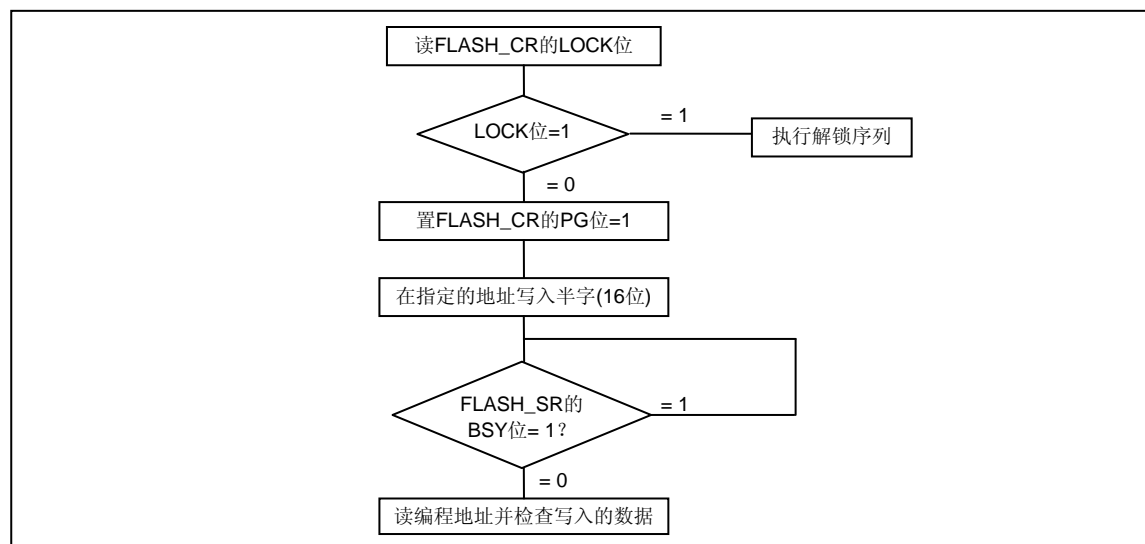 读FLASH_CR的LOCK位
LOCK位=1
= 1
执行解锁序列
= 0
置FLASH_CR的PG位=1
在指定的地址写入半字(16位)
FLASH_SR的
BSY位= 1?
= 1
= 0
读编程地址并检查写入的数据